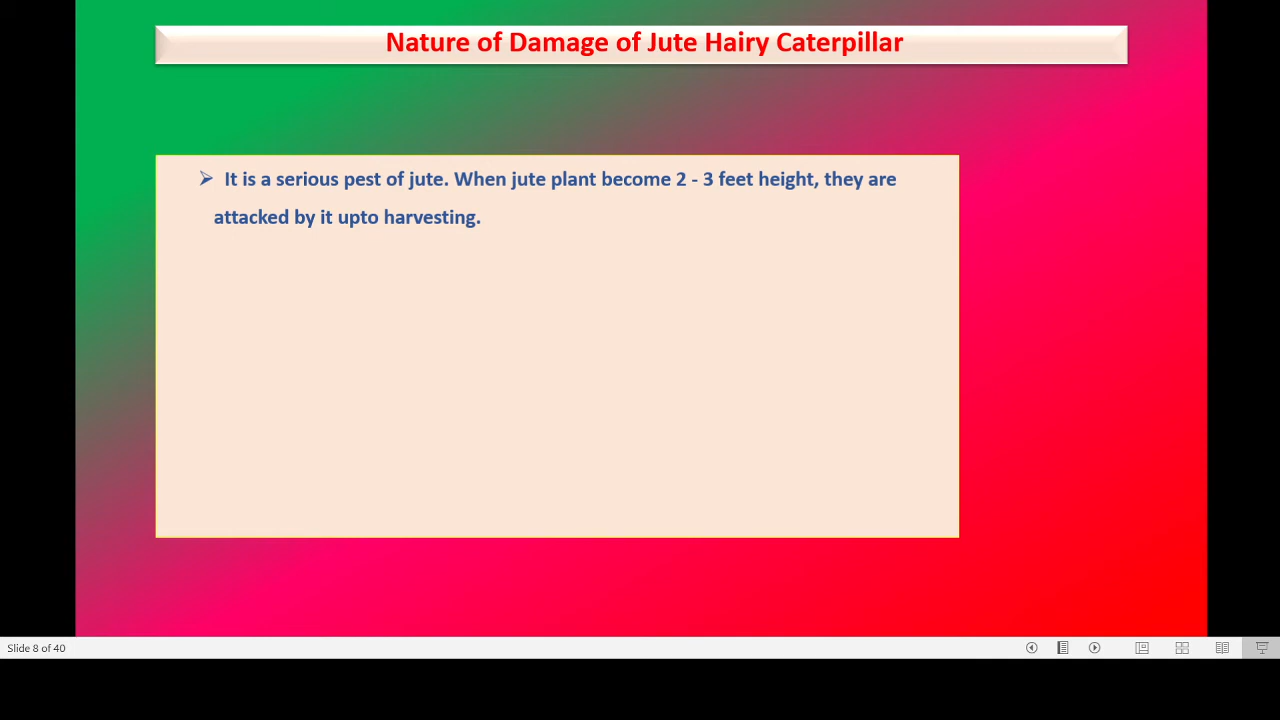 Nature of Damage of Jute Hairy Caterpillar
➢ It is a serious pest of jute. When jute plant become 2 - 3 feet height, they are
attacked by it upto harvesting.
Slide 8 of 40